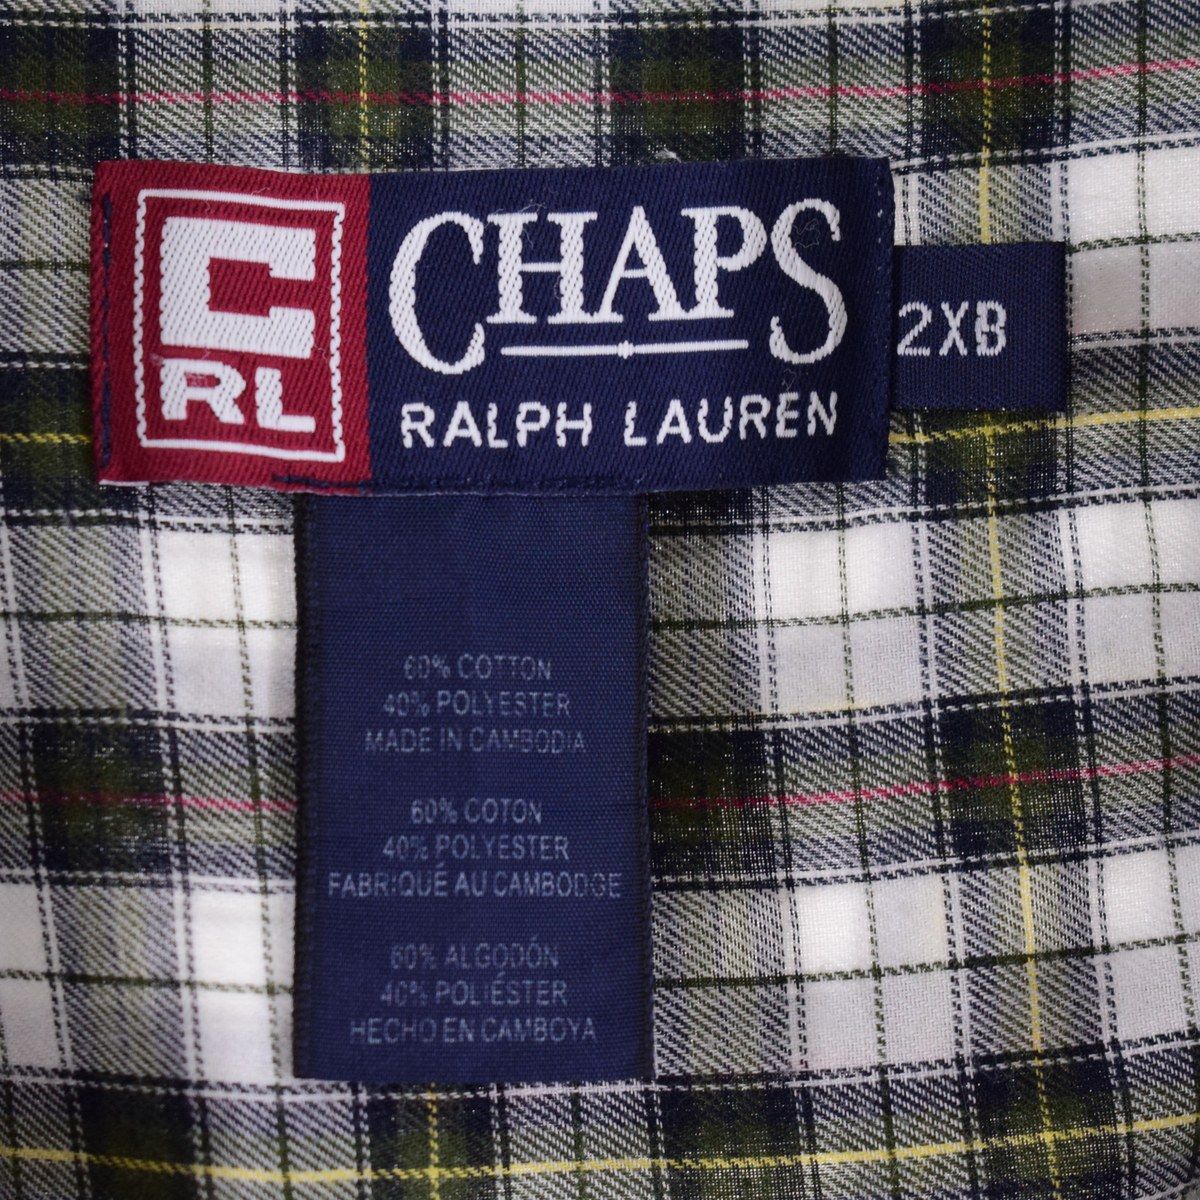 C
RL
CHAPS
RALPH LAUREN
2XB
60% COTTON
40% POLYESTER
MADE IN CAMBODIA
60% COTON
40% POLYESTER
FABRIQUÉ AU CAMBODGE
60% ALGODÓN
40% POLIÉSTER
HECHO EN CAMBOYA